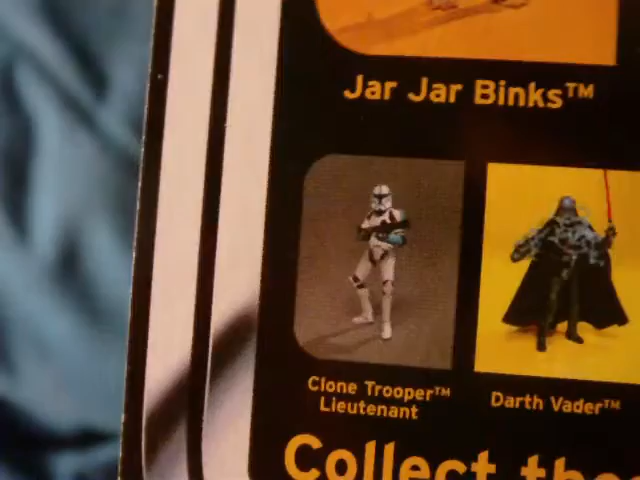 Jar Jar Binks™
Clone Trooper™
Lieutenant
Darth Vader™
Collect